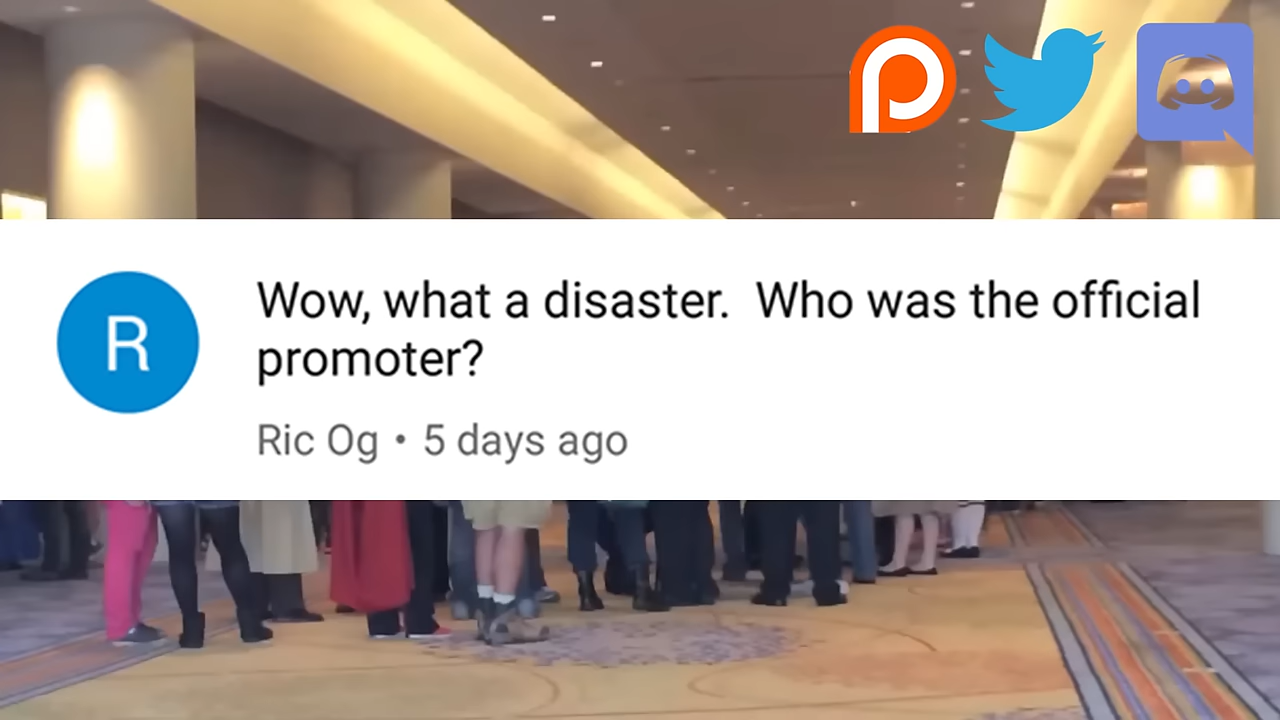 R
Wow, what a disaster.  Who was the official
promoter?
Ric Og • 5 days ago